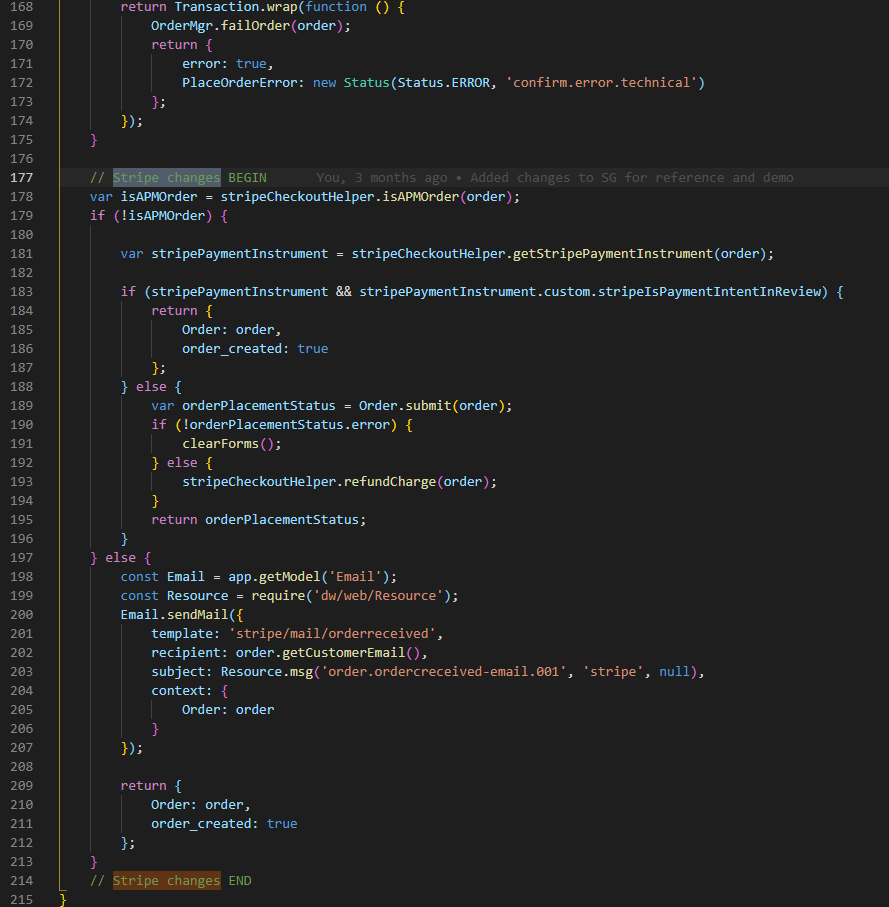 168 return Transaction.wrap(function () {
169 OrderMgr.failOrder(order);
170 return {
171 error: true,
172 PlaceOrderError: new Status(Status.ERROR, 'confirm.error.technical')
173 };
174 });
175 }
176
177 // Stripe changes BEGIN You, 3 months ago • Added changes to SG for reference and demo
178 var isAPMOrder = stripeCheckoutHelper.isAPMOrder(order);
179 if (!isAPMOrder) {
180
181 var stripePaymentInstrument = stripeCheckoutHelper.getStripePaymentInstrument(order);
182
183 if (stripePaymentInstrument && stripePaymentInstrument.custom.stripeIsPaymentIntentInReview) {
184 return {
185 Order: order,
186 order_created: true
187 };
188 } else {
189 var orderPlacementStatus = Order.submit(order);
190 if (!orderPlacementStatus.error) {
191 clearForms();
192 } else {
193 stripeCheckoutHelper.refundCharge(order);
194 }
195 return orderPlacementStatus;
196 }
197 } else {
198 const Email = app.getModel('Email');
199 const Resource = require('dw/web/Resource');
200 Email.sendMail({
201 template: 'stripe/mail/orderreceived',
202 recipient: order.getCustomerEmail(),
203 subject: Resource.msg('order.ordercreceived-email.001', 'stripe', null),
204 context: {
205 Order: order
206 }
207 });
208
209 return {
210 Order: order,
211 order_created: true
212 };
213 }
214 // Stripe changes END
215 }